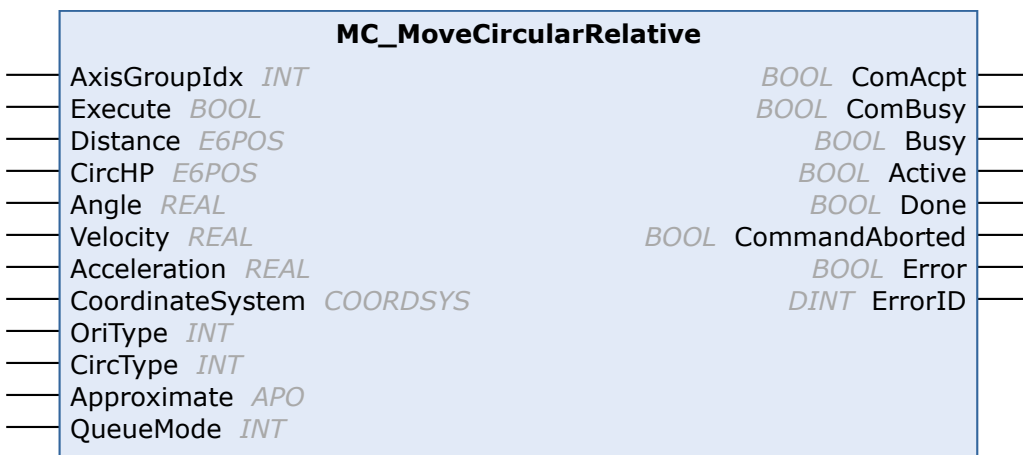 MC_MoveCircularRelative
AxisGroupIdx INT BOOL ComAcpt
Execute BOOL BOOL ComBusy
Distance E6POS BOOL Busy
CircHP E6POS BOOL Active
Angle REAL BOOL Done
Velocity REAL BOOL CommandAborted
Acceleration REAL BOOL Error
CoordinateSystem COORDSYS DINT ErrorID
OriType INT
CircType INT
Approximate APO
QueueMode INT